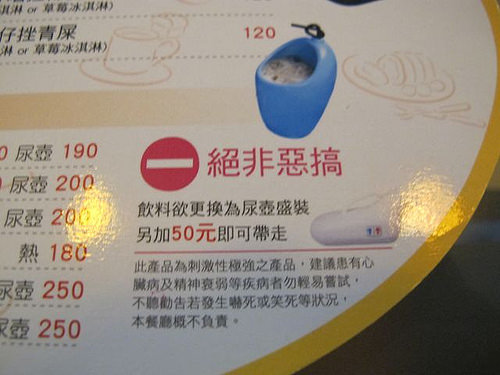 淇淋 or 草莓冰淇淋)
仔挫青屎 120
淋 or 草莓冰淇淋)
0 尿壺 190
尿壺 200
尿壺 200
熱 180
尿壺 250
尿壺 250
絕非惡搞
飲料欲更換為尿壺盛裝
另加50元即可帶走
此產品為刺激性極強之產品，建議患有心
臟病及精神衰弱等疾病者勿輕易嘗試，
不聽勸告若發生嚇死或笑死等狀況，
本餐廳概不負責。